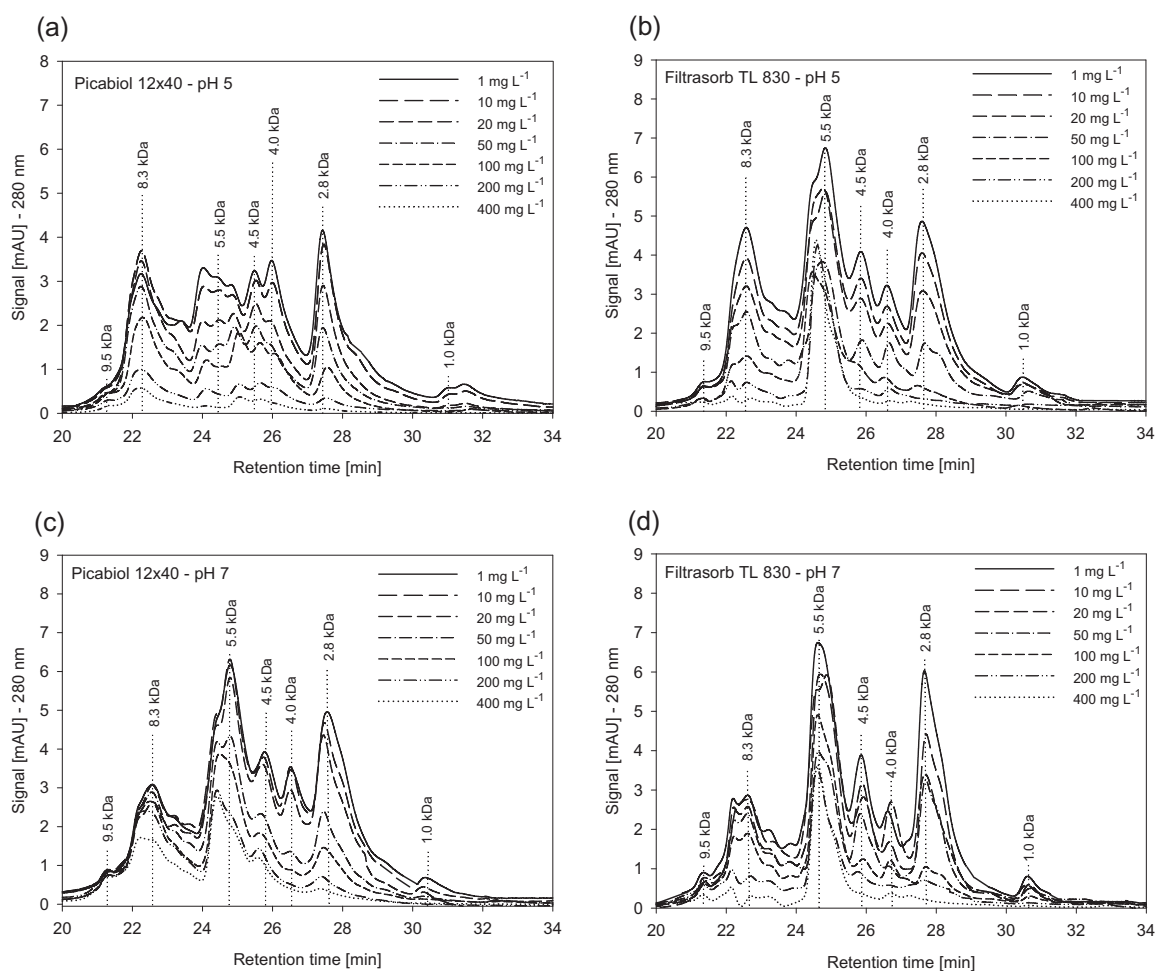 (a)
Picabiol 12x40 - pH 5
1 mg L-1
10 mg L-1
20 mg L-1
50 mg L-1
100 mg L-1
200 mg L-1
400 mg L-1
9.5 kDa
8.3 kDa
5.5 kDa
4.5 kDa
4.0 kDa
2.8 kDa
1.0 kDa
Signal [mAU] - 280 nm
8
7
6
5
4
3
2
1
0
20 22 24 26 28 30 32 34
Retention time [min]
(b)
Filtrasorb TL 830 - pH 5
1 mg L-1
10 mg L-1
20 mg L-1
50 mg L-1
100 mg L-1
200 mg L-1
400 mg L-1
9.5 kDa
8.3 kDa
5.5 kDa
4.5 kDa
4.0 kDa
2.8 kDa
1.0 kDa
Signal [mAU] - 280 nm
9
8
7
6
5
4
3
2
1
0
20 22 24 26 28 30 32 34
Retention time [min]
(c)
Picabiol 12x40 - pH 7
1 mg L-1
10 mg L-1
20 mg L-1
50 mg L-1
100 mg L-1
200 mg L-1
400 mg L-1
9.5 kDa
8.3 kDa
5.5 kDa
4.5 kDa
4.0 kDa
2.8 kDa
1.0 kDa
Signal [mAU] - 280 nm
9
8
7
6
5
4
3
2
1
0
20 22 24 26 28 30 32 34
Retention time [min]
(d)
Filtrasorb TL 830 - pH 7
1 mg L-1
10 mg L-1
20 mg L-1
50 mg L-1
100 mg L-1
200 mg L-1
400 mg L-1
9.5 kDa
8.3 kDa
5.5 kDa
4.5 kDa
4.0 kDa
2.8 kDa
1.0 kDa
Signal [mAU] - 280 nm
9
8
7
6
5
4
3
2
1
0
20 22 24 26 28 30 32 34
Retention time [min]